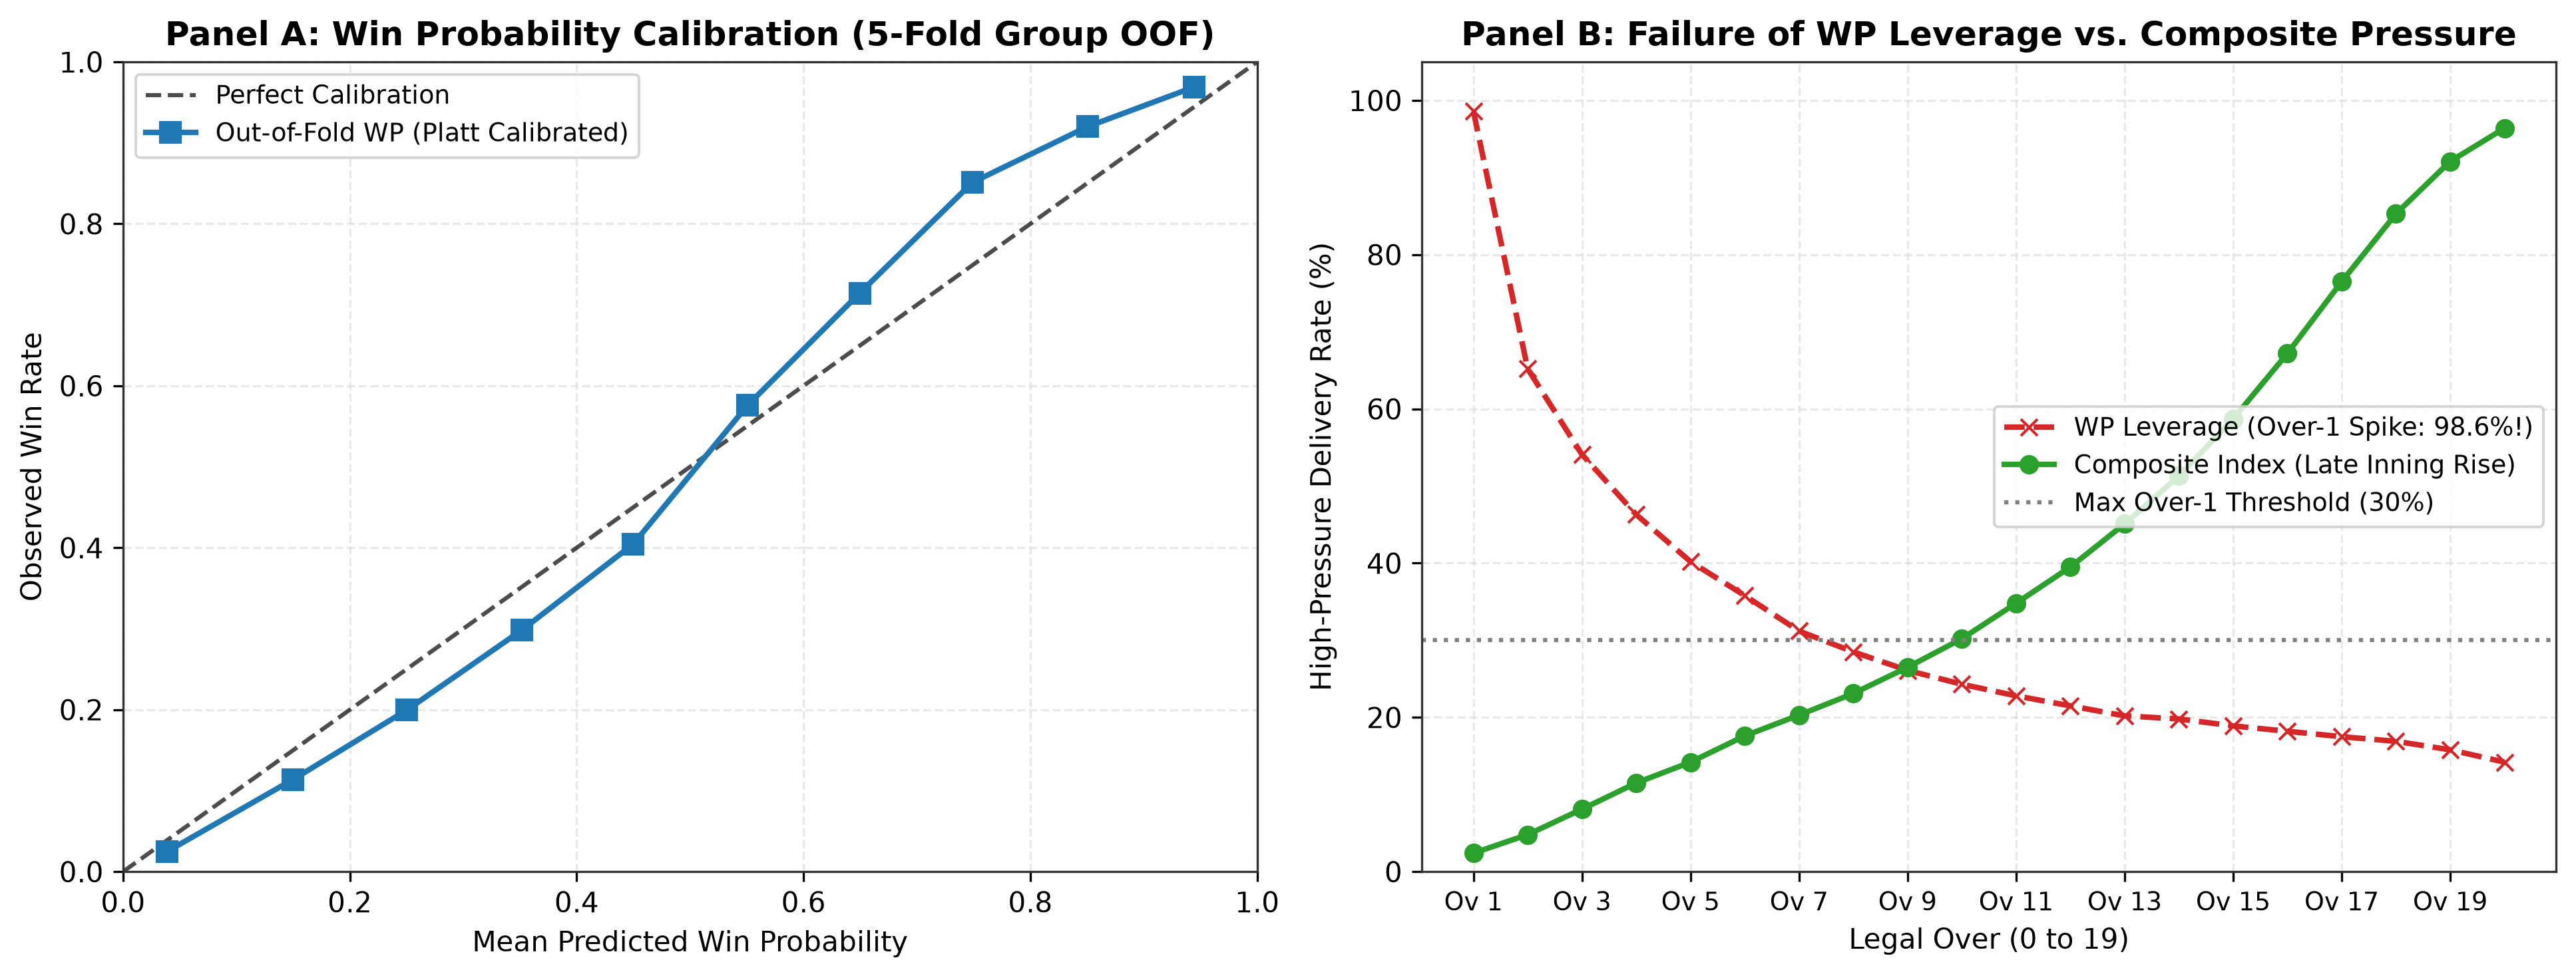 Panel A: Win Probability Calibration (5-Fold Group OOF)
Perfect Calibration
Out-of-Fold WP (Platt Calibrated)
Observed Win Rate
1.0
0.8
0.6
0.4
0.2
0.0
0.0 0.2 0.4 0.6 0.8 1.0
Mean Predicted Win Probability
Panel B: Failure of WP Leverage vs. Composite Pressure
High-Pressure Delivery Rate (%)
100
80
60
40
20
0
WP Leverage (Over-1 Spike: 98.6%!)
Composite Index (Late Inning Rise)
Max Over-1 Threshold (30%)
Ov 1 Ov 3 Ov 5 Ov 7 Ov 9 Ov 11 Ov 13 Ov 15 Ov 17 Ov 19
Legal Over (0 to 19)